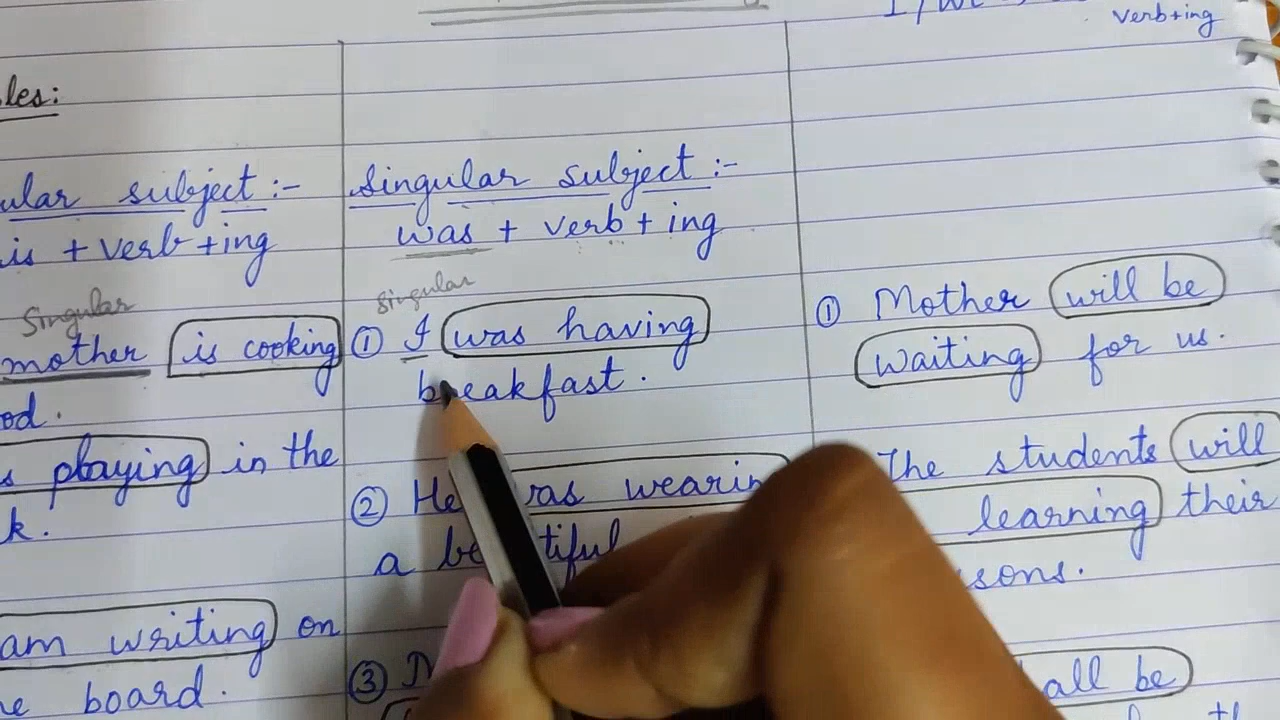 verb+ing
les:
ular subject :-
is + verb + ing
Singular
mother is cooking
od.
s playing in the
k.
am writing on
he board.
Singular subject :-
was + verb + ing
Singular
① I was having
breakfast.
② He was wearin
a be tiful
③
① Mother will be
waiting for us.
The students will
learning their
sons.
all be